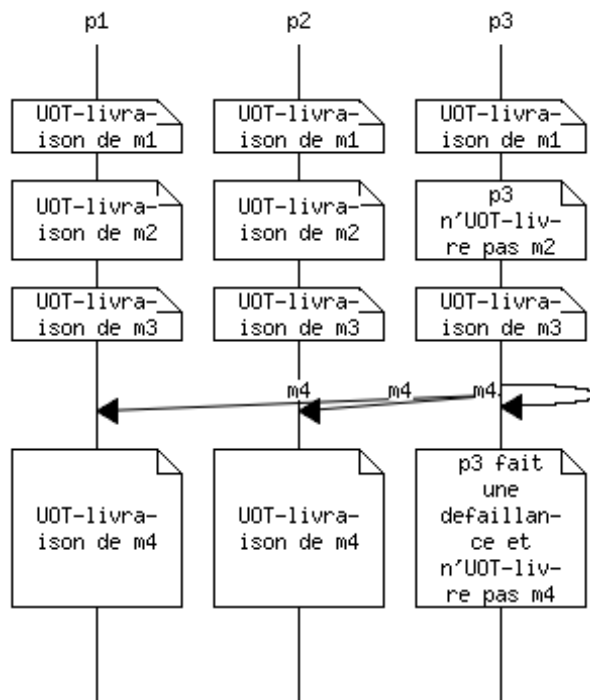 p1 p2 p3
UOT-livra-
ison de m1
UOT-livra-
ison de m1
UOT-livra-
ison de m1
UOT-livra-
ison de m2
UOT-livra-
ison de m2
p3
n'UOT-liv-
re pas m2
UOT-livra-
ison de m3
UOT-livra-
ison de m3
UOT-livra-
ison de m3
m4 m4 m4
UOT-livra-
ison de m4
UOT-livra-
ison de m4
p3 fait
une
defaillan-
ce et
n'UOT-liv-
re pas m4